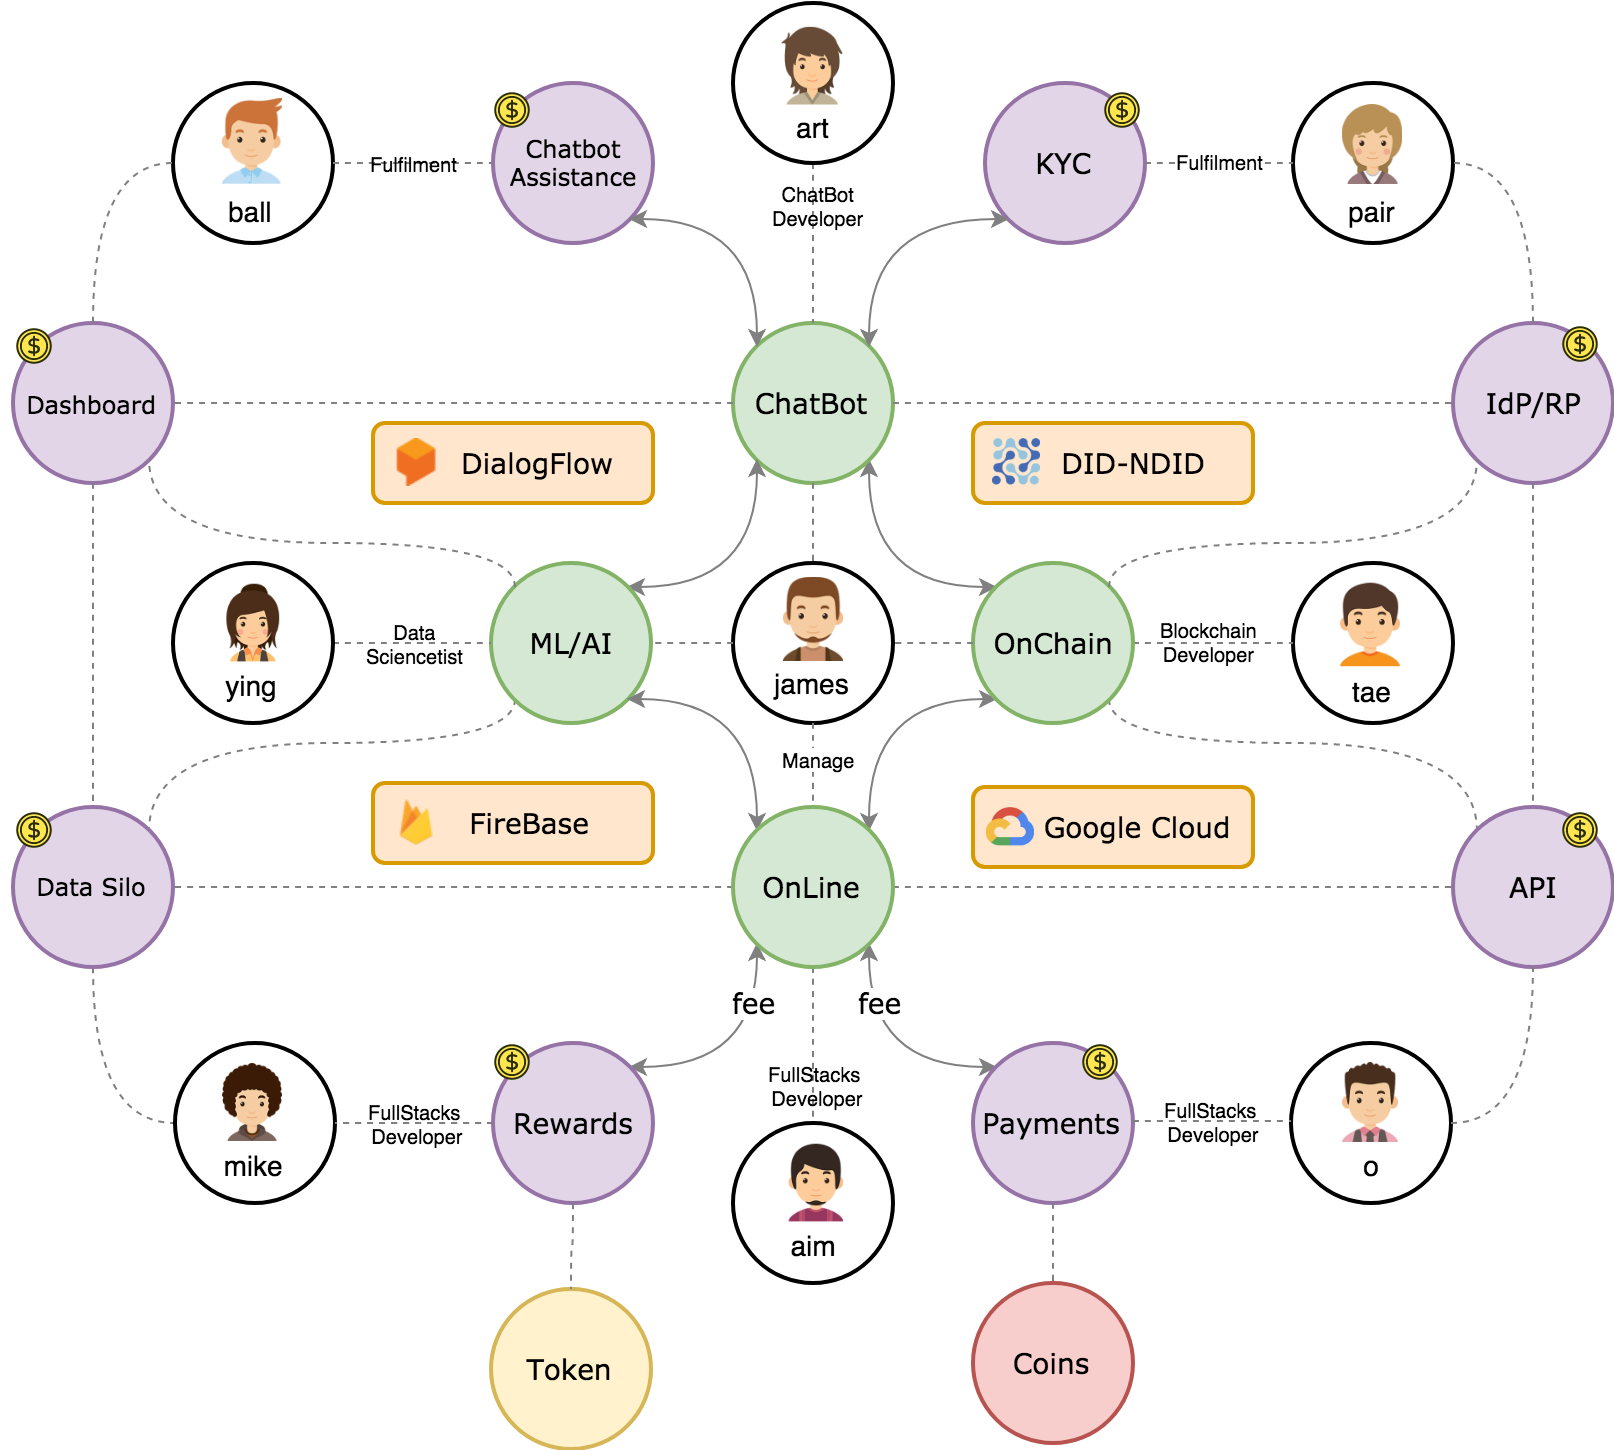 art
ball
Fulfilment
$
Chatbot
Assistance
ChatBot
Developer
KYC
$
Fulfilment
pair
$
Dashboard
ChatBot
$
IdP/RP
DialogFlow
DID-NDID
ying
Data
Sciencetist
ML/AI
james
OnChain
Blockchain
Developer
tae
Manage
FireBase
Google Cloud
$
Data Silo
OnLine
$
API
fee
fee
mike
FullStacks
Developer
$
Rewards
FullStacks
Developer
$
Payments
FullStacks
Developer
o
aim
Token
Coins